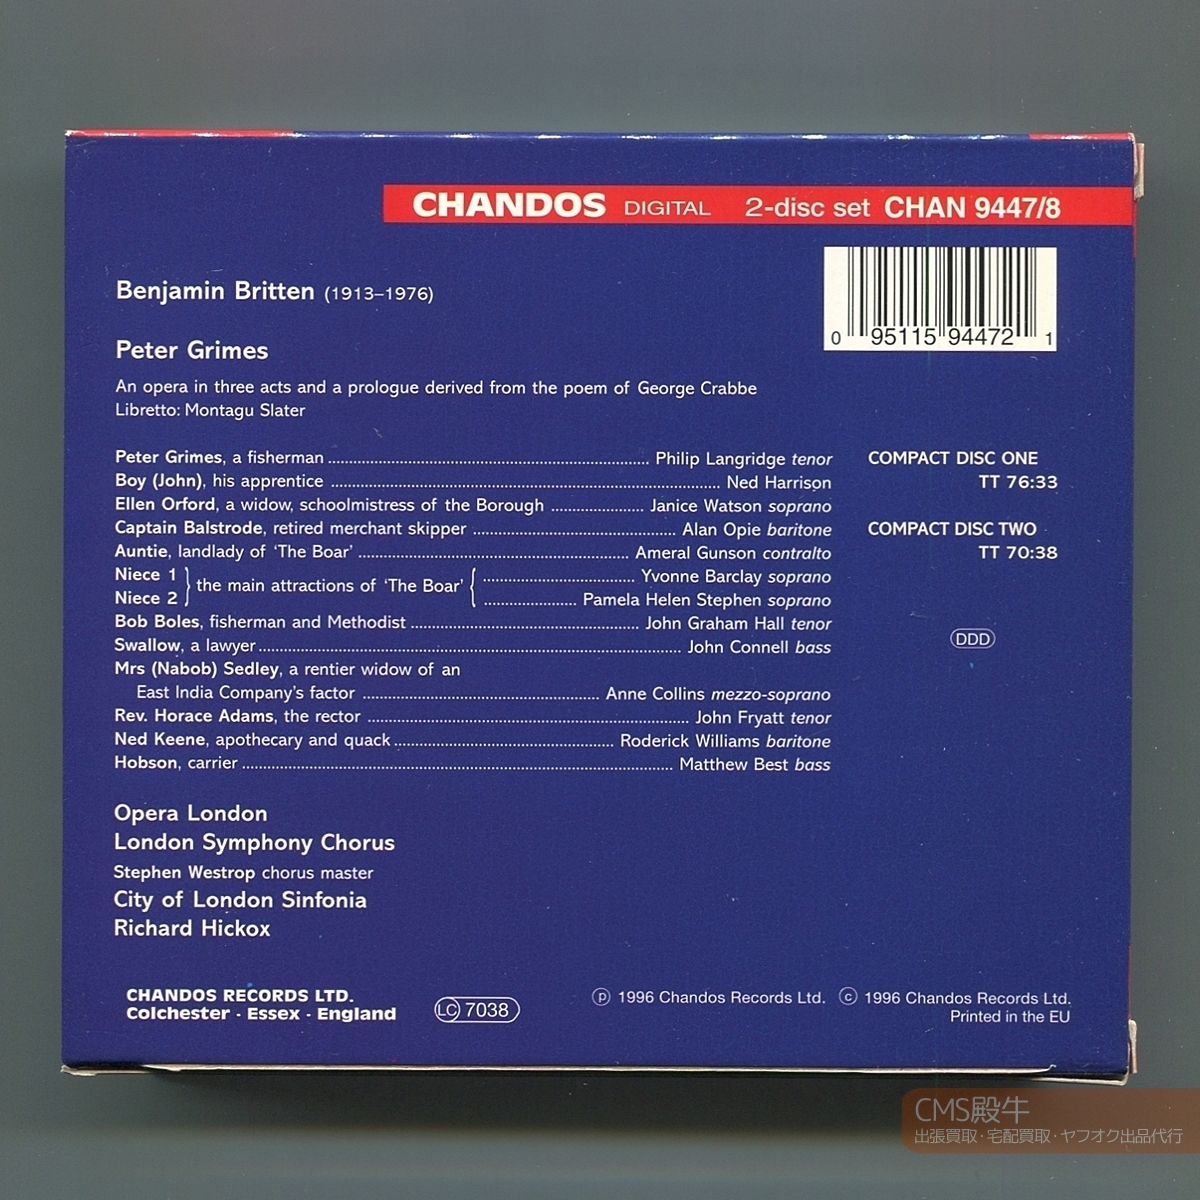 CHANDOS DIGITAL 2-disc set CHAN 9447/8
0 95115 94472 1
Benjamin Britten (1913–1976)
Peter Grimes
An opera in three acts and a prologue derived from the poem of George Crabbe
Libretto: Montagu Slater
Peter Grimes, a fisherman ........ Philip Langridge tenor
Boy (John), his apprentice ........ Ned Harrison
Ellen Orford, a widow, schoolmistress of the Borough ........ Janice Watson soprano
Captain Balstrode, retired merchant skipper ........ Alan Opie baritone
Auntie, landlady of ‘The Boar’ ........ Ameral Gunson contralto
Niece 1 } the main attractions of ‘The Boar’ { ........ Yvonne Barclay soprano
Niece 2 ........ Pamela Helen Stephen soprano
Bob Boles, fisherman and Methodist ........ John Graham Hall tenor
Swallow, a lawyer ........ John Connell bass
Mrs (Nabob) Sedley, a rentier widow of an
East India Company’s factor ........ Anne Collins mezzo-soprano
Rev. Horace Adams, the rector ........ John Fryatt tenor
Ned Keene, apothecary and quack ........ Roderick Williams baritone
Hobson, carrier ........ Matthew Best bass
COMPACT DISC ONE
TT 76:33
COMPACT DISC TWO
TT 70:38
DDD
Opera London
London Symphony Chorus
Stephen Westrop chorus master
City of London Sinfonia
Richard Hickox
CHANDOS RECORDS LTD.
Colchester · Essex · England
LC 7038
℗ 1996 Chandos Records Ltd. © 1996 Chandos Records Ltd.
Printed in the EU
CMS殿牛
出張買取･宅配買取･ヤフオク出品代行